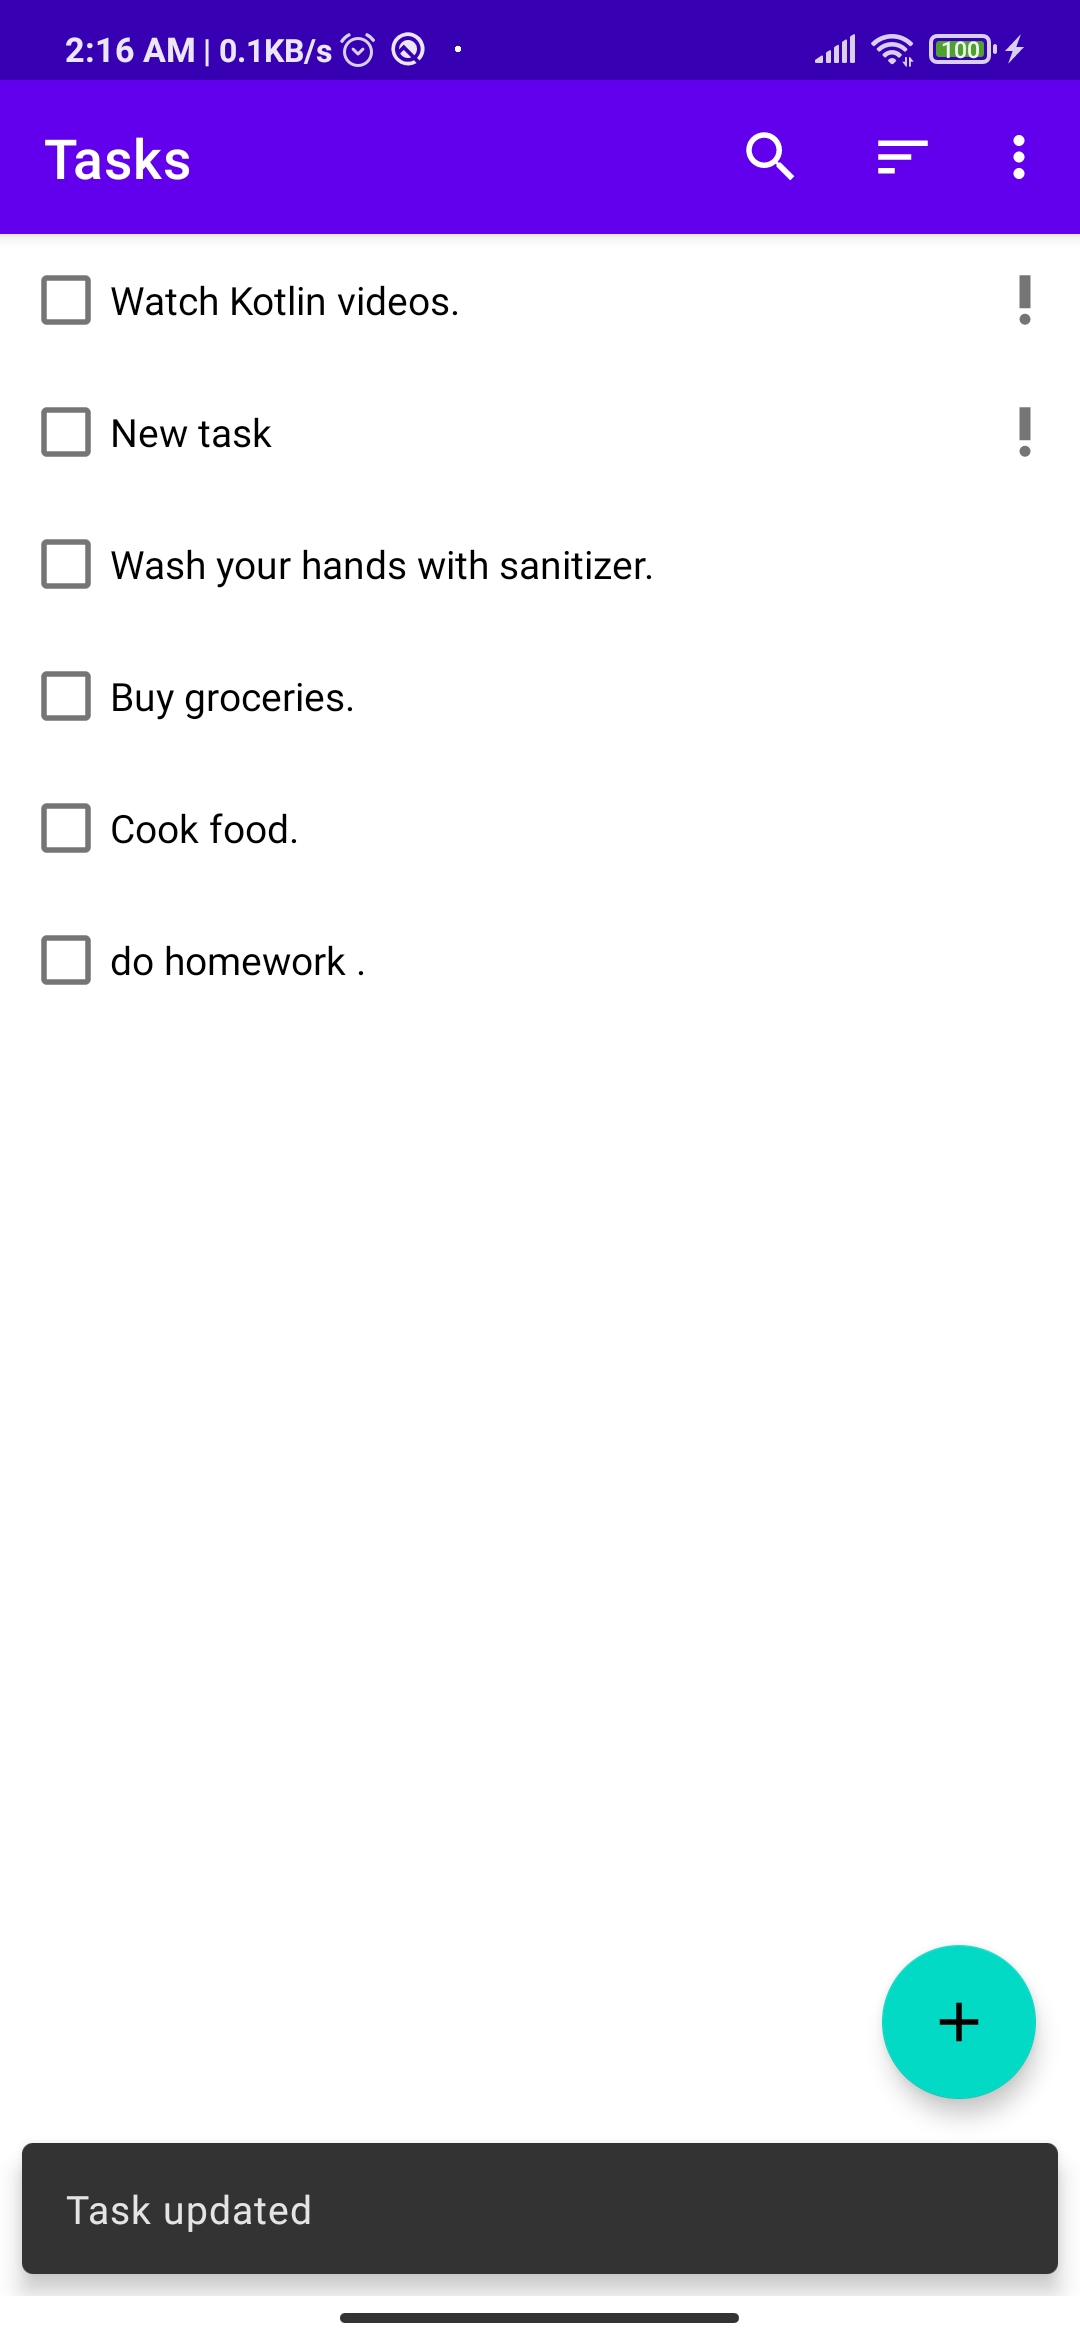 2:16 AM | 0.1KB/s 100
Tasks
Watch Kotlin videos.
New task
Wash your hands with sanitizer.
Buy groceries.
Cook food.
do homework .
Task updated